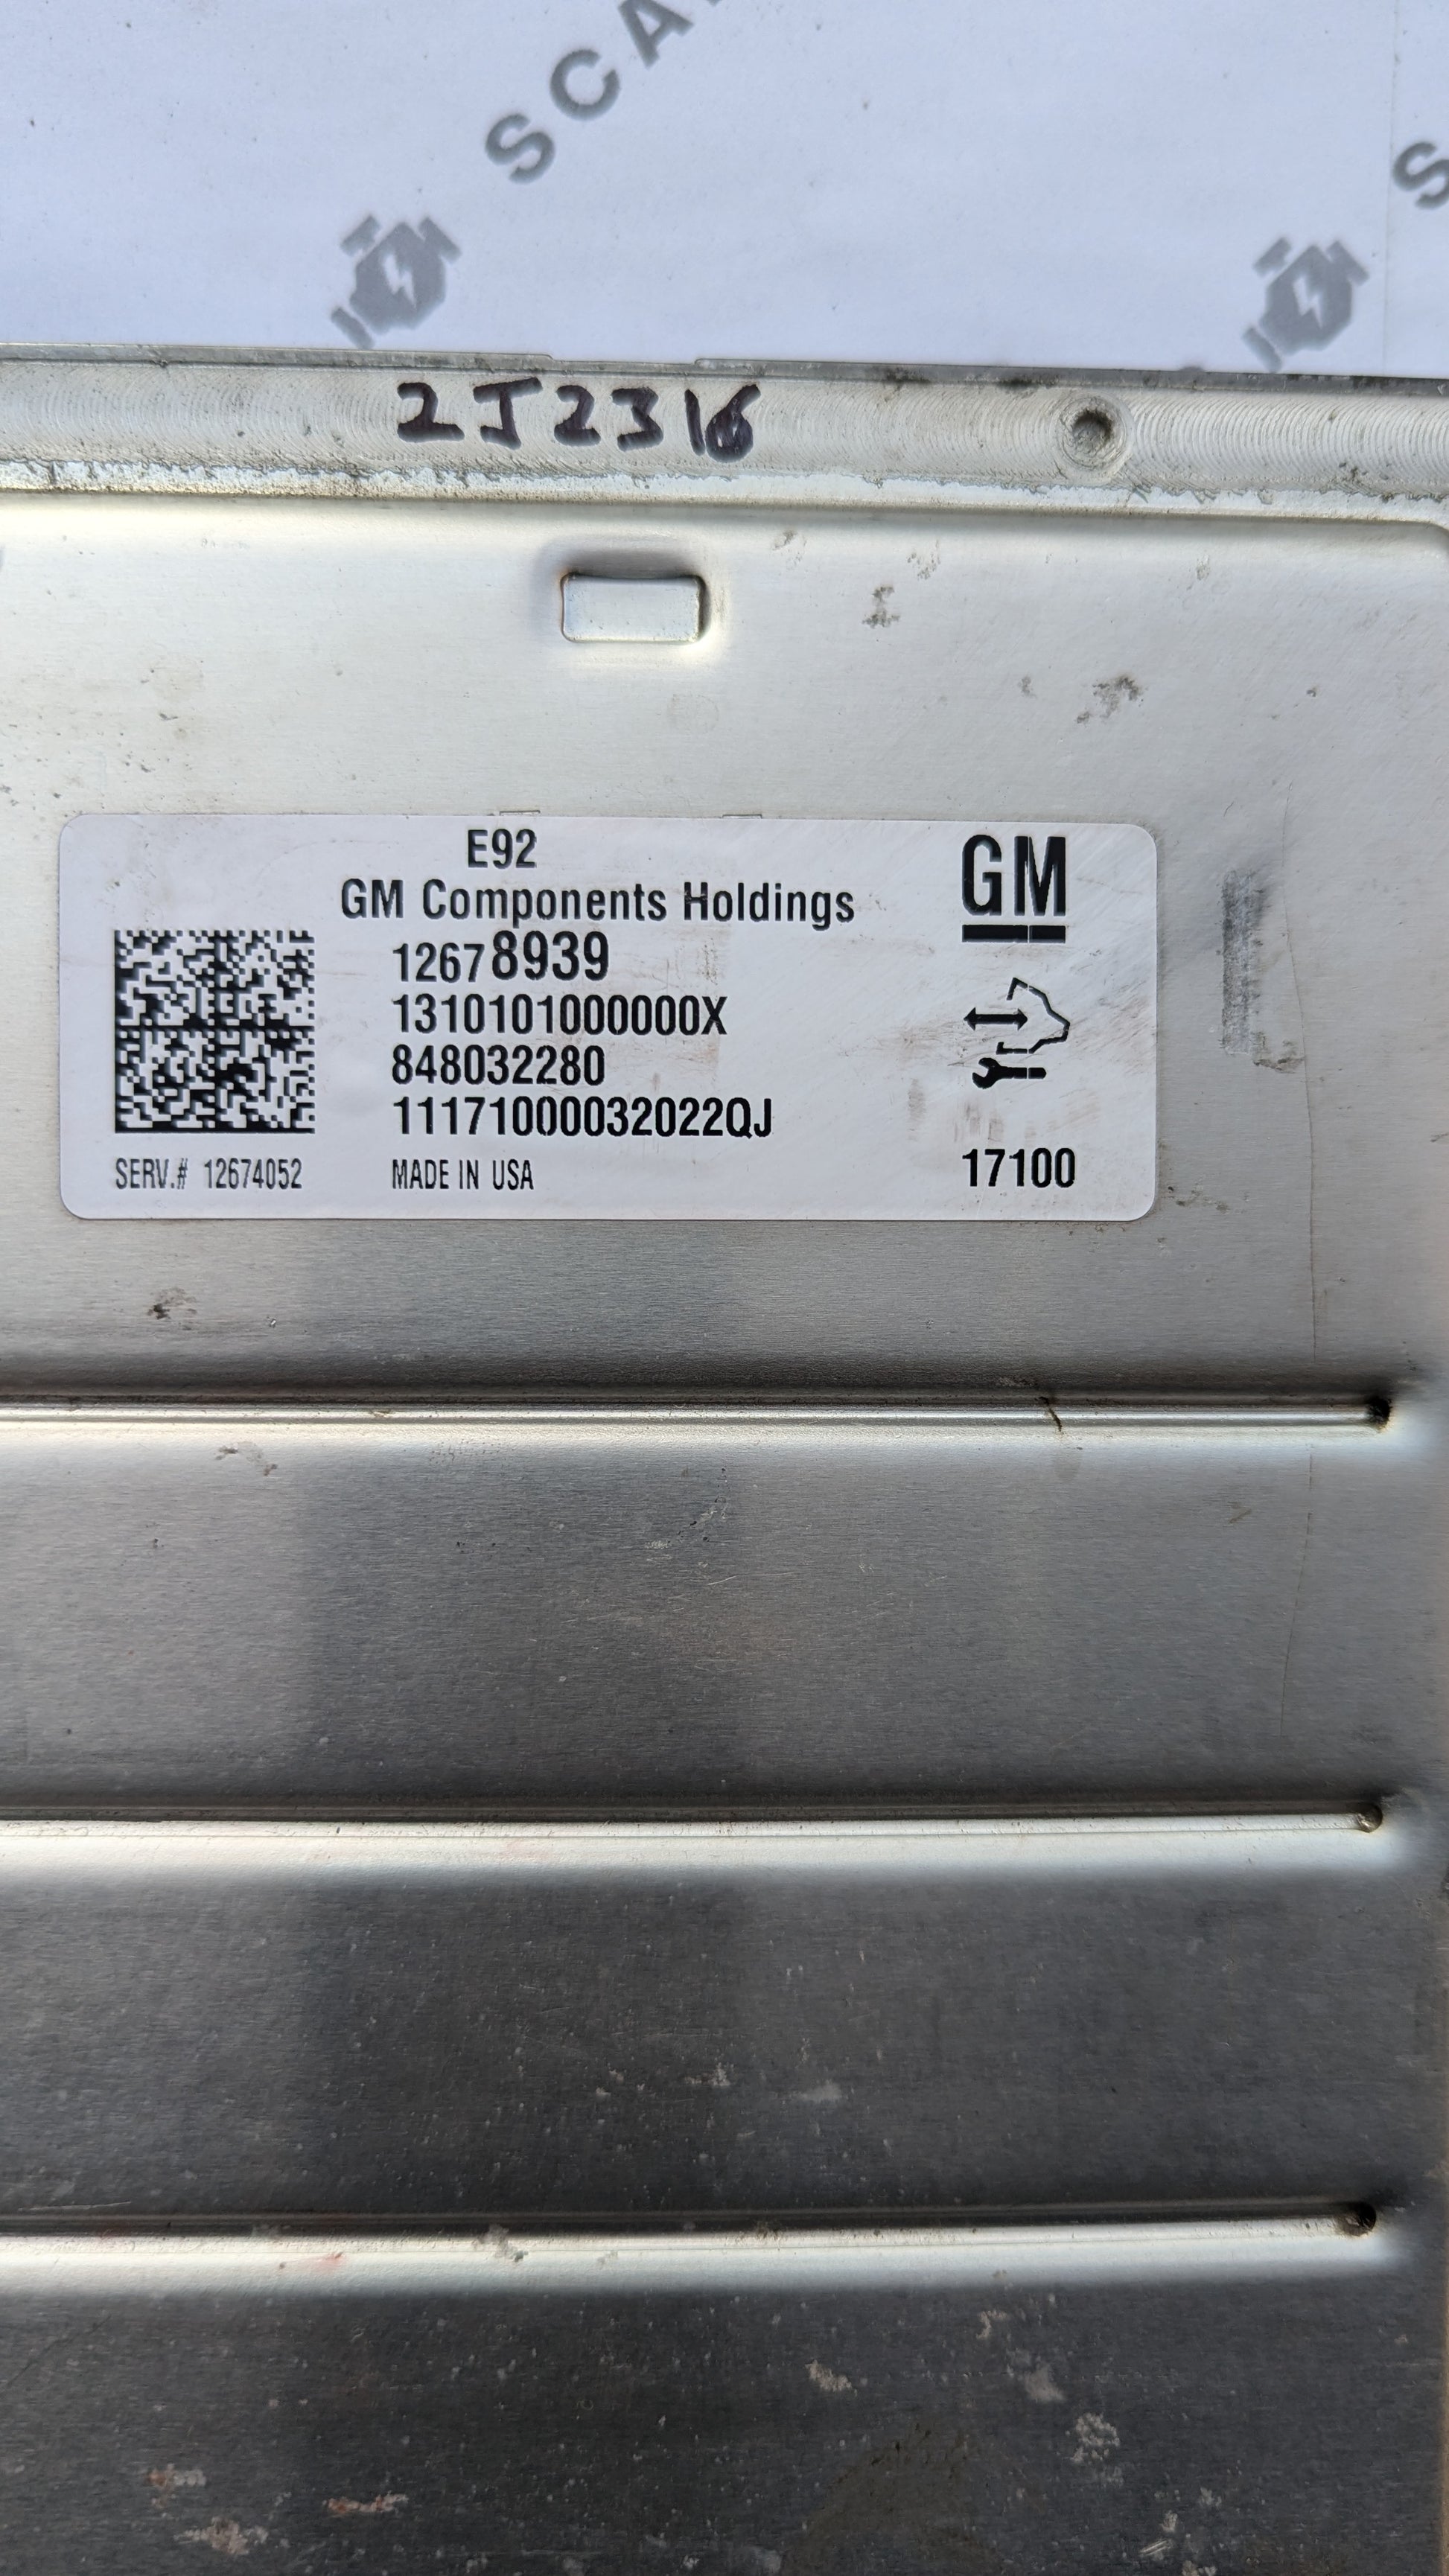 SCA
S
2J2316
E92
GM Components Holdings
GM
12678939
1310101000000X
848032280
11171000032022QJ
SERV.# 12674052
MADE IN USA
17100